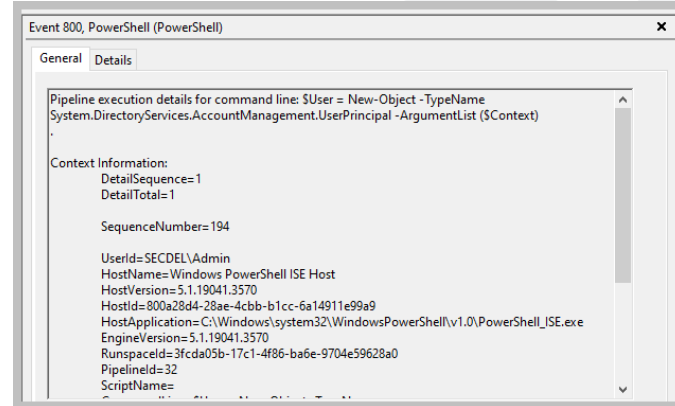 Event 800, PowerShell (PowerShell)
General Details
Pipeline execution details for command line: $User = New-Object -TypeName
System.DirectoryServices.AccountManagement.UserPrincipal -ArgumentList ($Context)
.
Context Information:
DetailSequence=1
DetailTotal=1
SequenceNumber=194
UserId=SECDEL\Admin
HostName=Windows PowerShell ISE Host
HostVersion=5.1.19041.3570
HostId=800a28d4-28ae-4cbb-b1cc-6a14911e99a9
HostApplication=C:\Windows\system32\WindowsPowerShell\v1.0\PowerShell_ISE.exe
EngineVersion=5.1.19041.3570
RunspaceId=3fcda05b-17c1-4f86-ba6e-9704e59628a0
PipelineId=32
ScriptName=